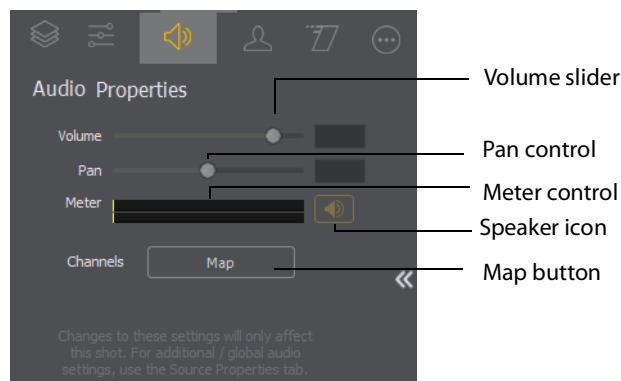 Audio Properties
Volume slider
Volume
Pan control
Pan
Meter control
Meter
Speaker icon
Channels
Map
Map button
Changes to these settings will only affect
this shot. For additional / global audio
settings, use the Source Properties tab.